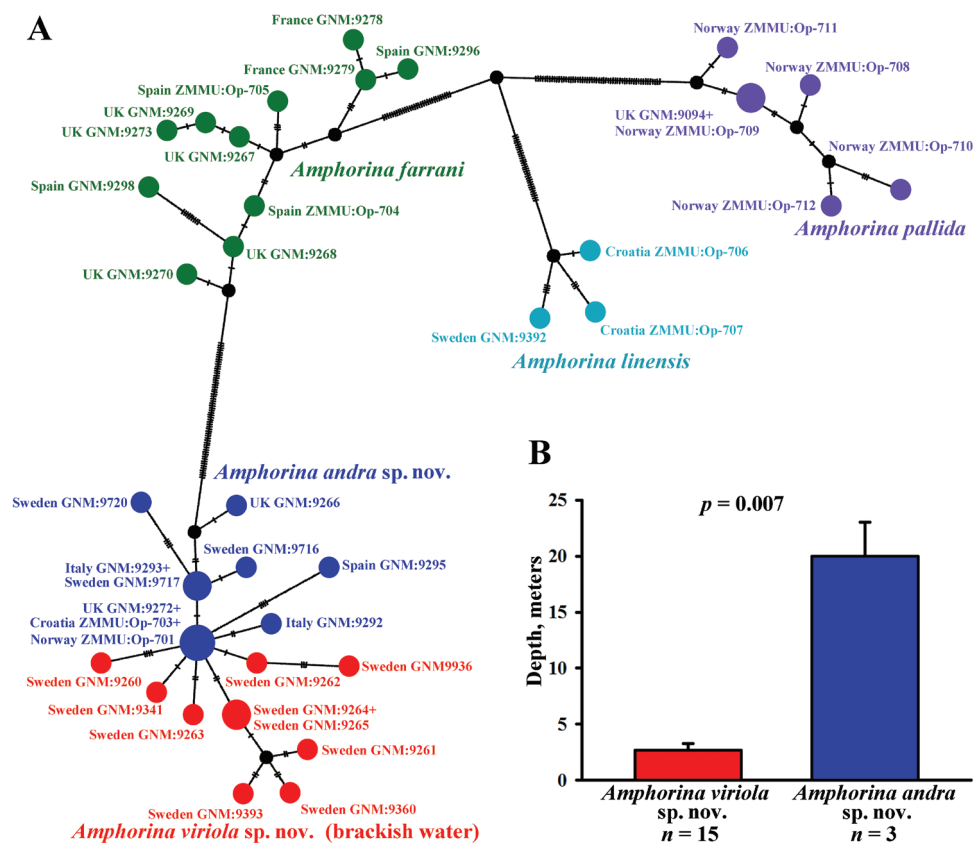 A
France GNM:9278
Spain GNM:9296
France GNM:9279
Spain ZMMU:Op-705
UK GNM:9269
UK GNM:9273
UK GNM:9267
Amphorina farrani
Spain GNM:9298
Spain ZMMU:Op-704
UK GNM:9268
UK GNM:9270
Norway ZMMU:Op-711
Norway ZMMU:Op-708
UK GNM:9094+
Norway ZMMU:Op-709
Norway ZMMU:Op-710
Norway ZMMU:Op-712
Amphorina pallida
Croatia ZMMU:Op-706
Croatia ZMMU:Op-707
Sweden GNM:9392
Amphorina linensis
Amphorina andra sp. nov.
Sweden GNM:9720
UK GNM:9266
Sweden GNM:9716
Italy GNM:9293+
Sweden GNM:9717
Spain GNM:9295
UK GNM:9272+
Croatia ZMMU:Op-703+
Norway ZMMU:Op-701
Italy GNM:9292
Sweden GNM:9260
Sweden GNM:9262
Sweden GNM9936
Sweden GNM:9341
Sweden GNM:9263
Sweden GNM:9264+
Sweden GNM:9265
Sweden GNM:9261
Sweden GNM:9393
Sweden GNM:9360
Amphorina viriola sp. nov. (brackish water)
B
p = 0.007
Depth, meters
25
20
15
10
5
0
Amphorina viriola
sp. nov.
n = 15
Amphorina andra
sp. nov.
n = 3